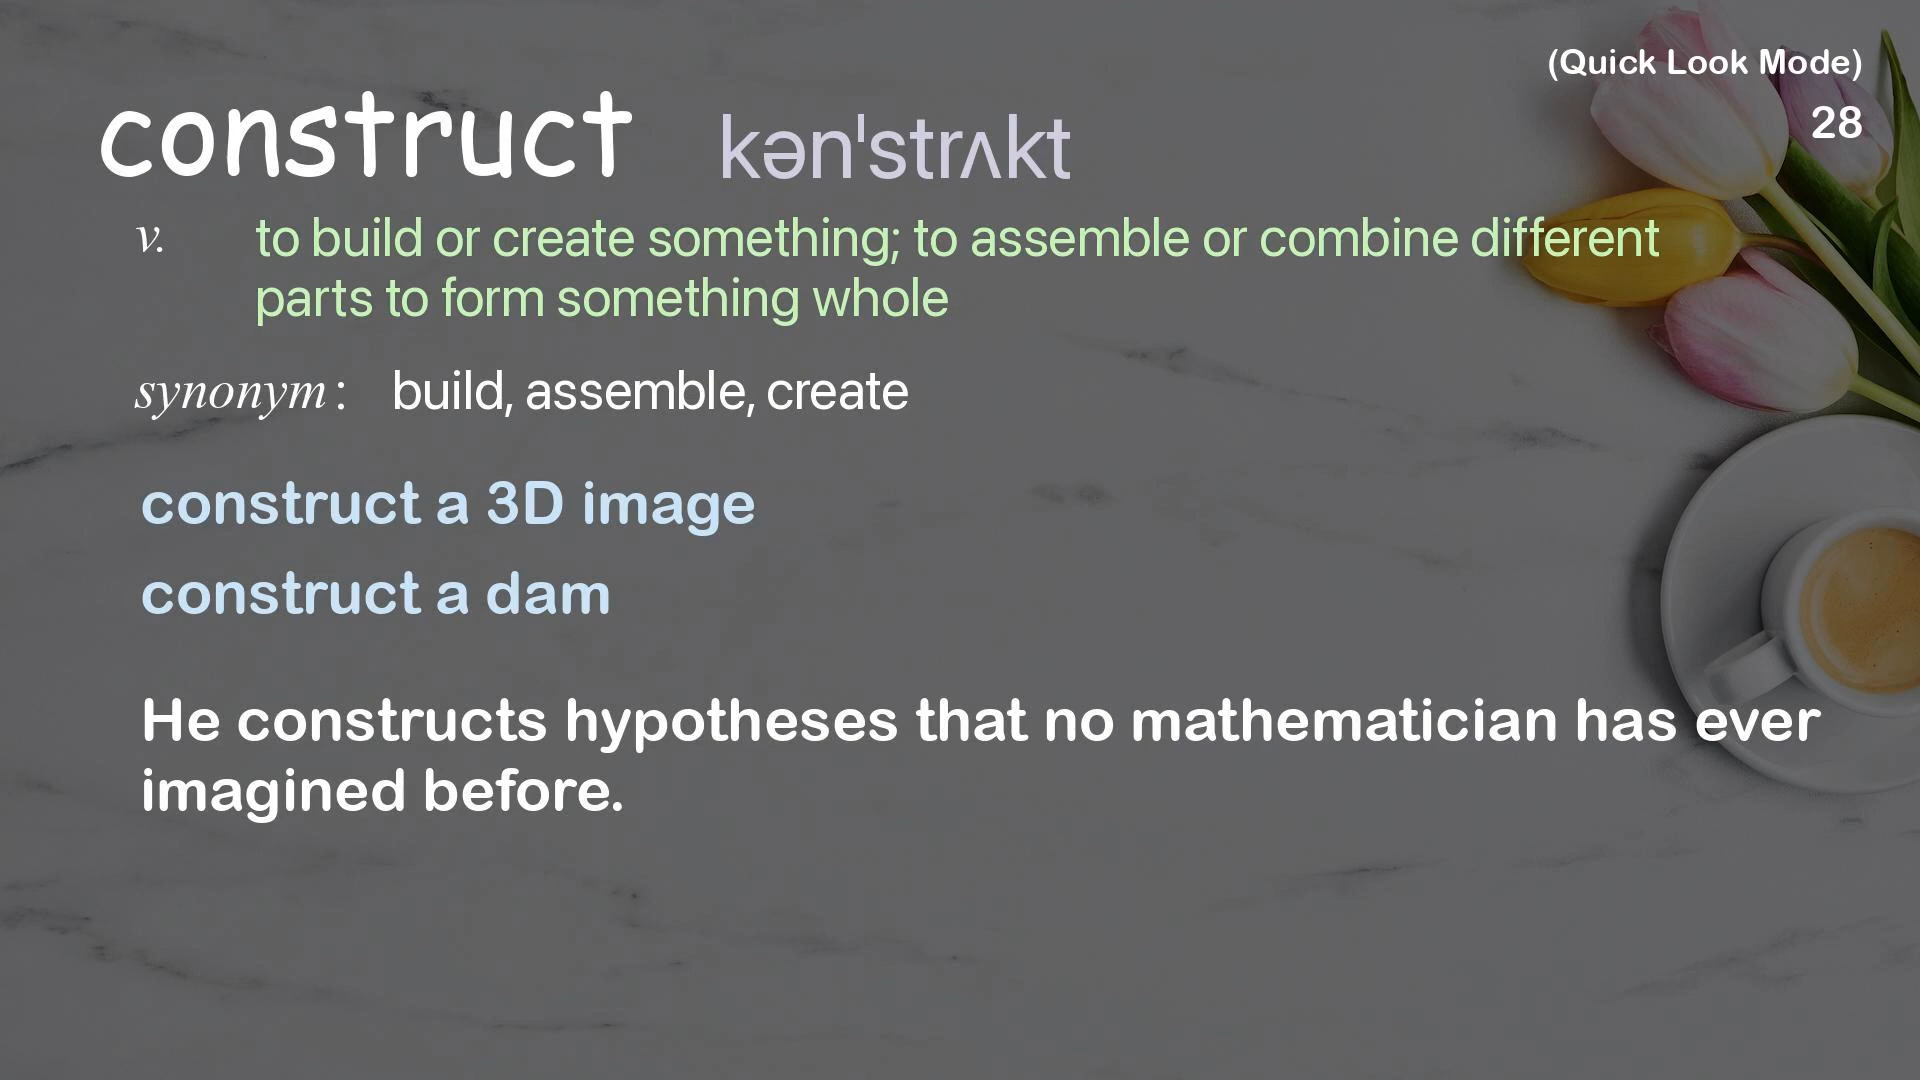 (Quick Look Mode)
28
construct kən'strʌkt
v. to build or create something; to assemble or combine different
parts to form something whole
synonym : build, assemble, create
construct a 3D image
construct a dam
He constructs hypotheses that no mathematician has ever
imagined before.